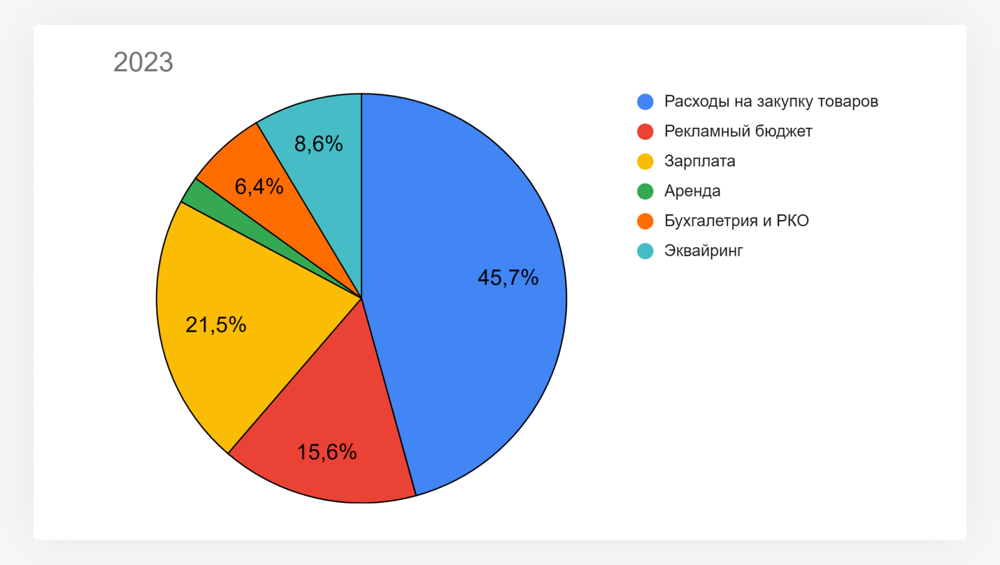 2023
Расходы на закупку товаров
Рекламный бюджет
Зарплата
Аренда
Бухгалетрия и РКО
Эквайринг
8,6%
6,4%
45,7%
21,5%
15,6%